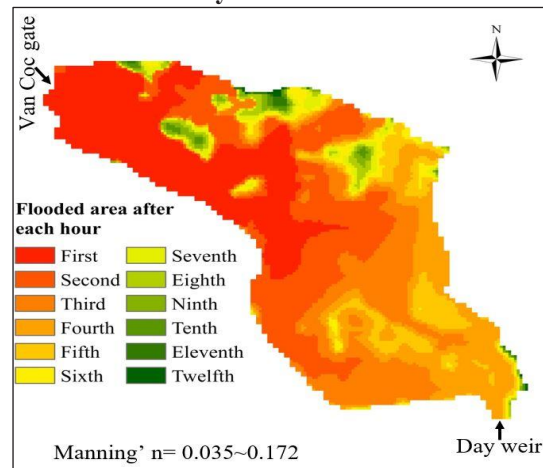 Van Coc gate
N
Flooded area after
each hour
First
Second
Third
Fourth
Fifth
Sixth
Seventh
Eighth
Ninth
Tenth
Eleventh
Twelfth
Manning’ n= 0.035~0.172
Day weir